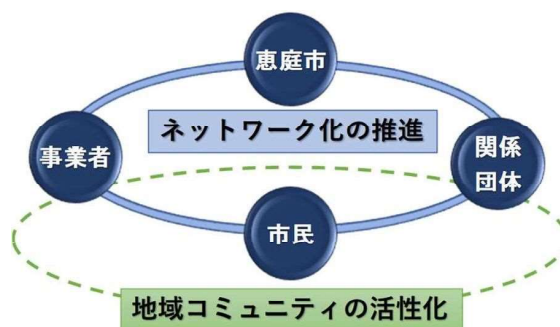 恵庭市
ネットワーク化の推進
事業者
関係
団体
市民
地域コミュニティの活性化